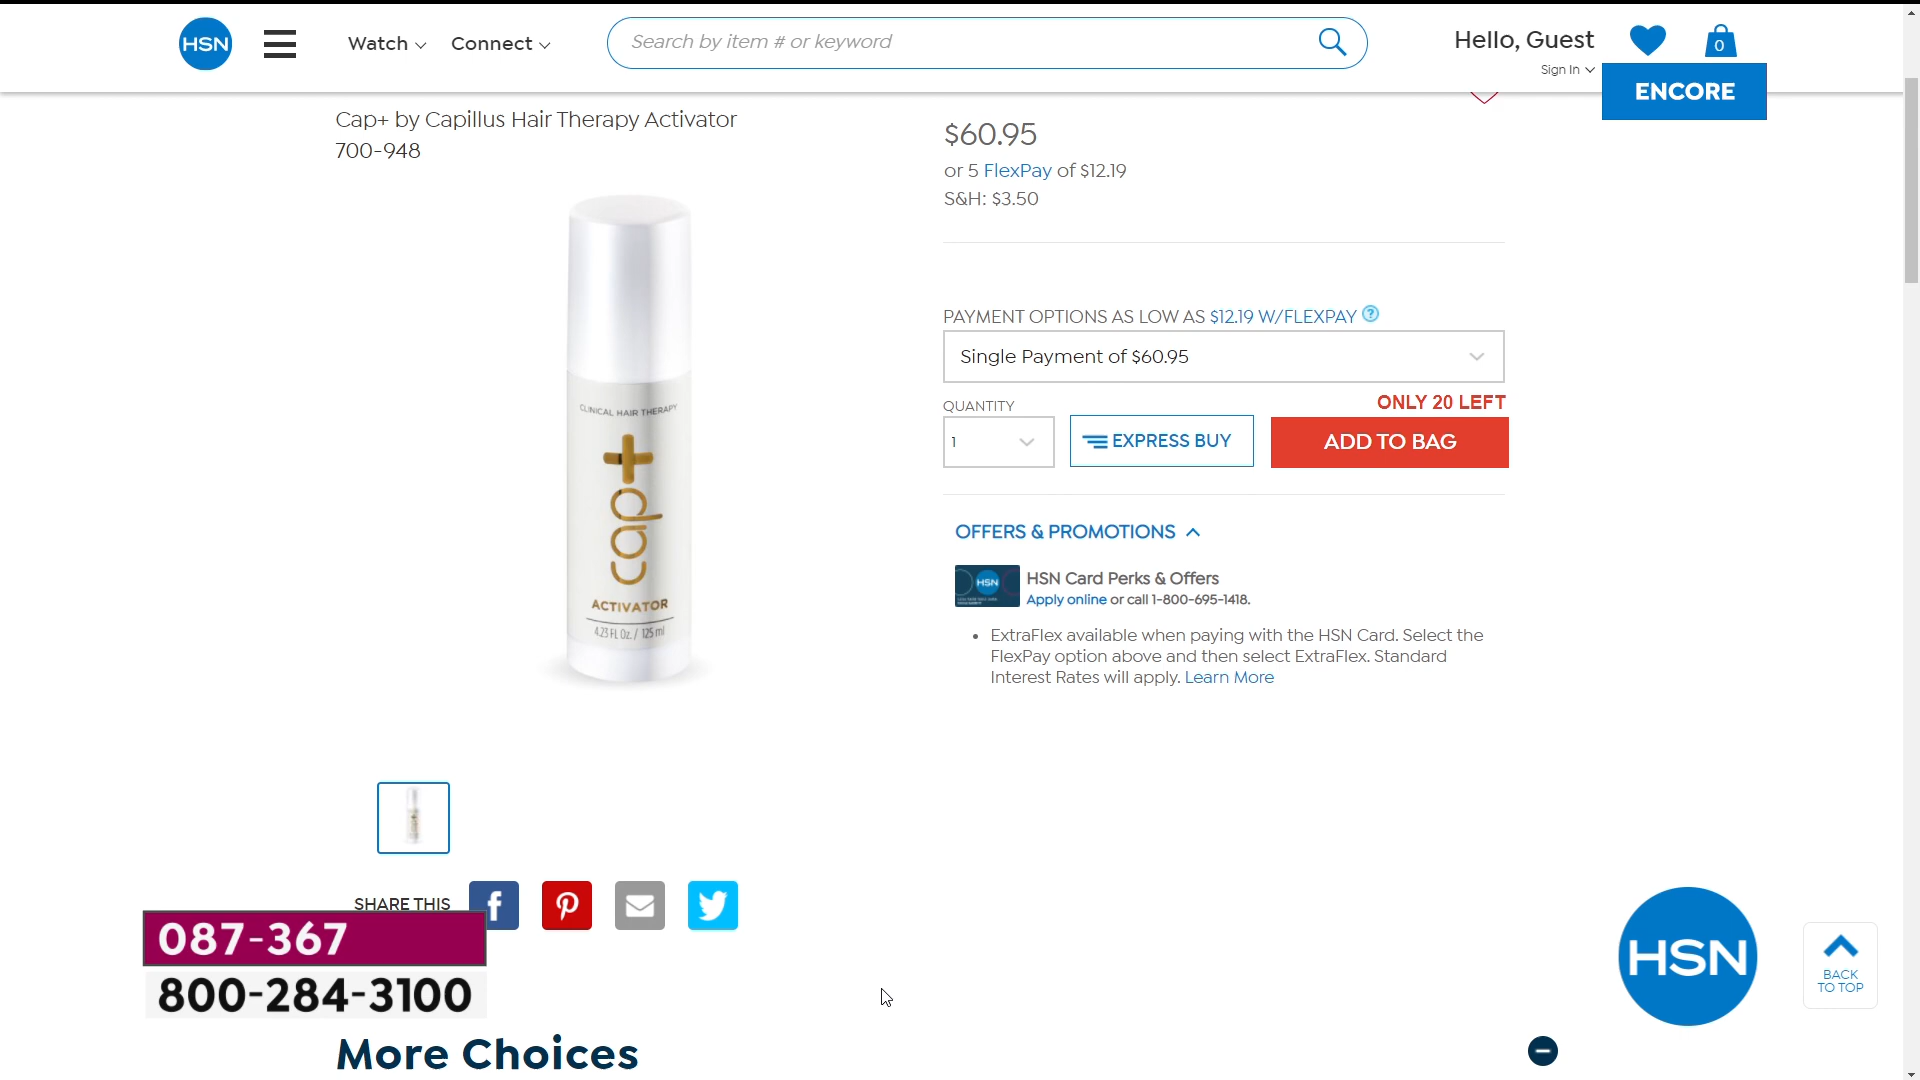 HSN
Watch
Connect
Search by item # or keyword
Hello, Guest
Sign In
0
ENCORE
Cap+ by Capillus Hair Therapy Activator
700-948
$60.95
or 5 FlexPay of $12.19
S&H: $3.50
PAYMENT OPTIONS AS LOW AS $12.19 W/FLEXPAY ?
Single Payment of $60.95
ONLY 20 LEFT
QUANTITY
1
EXPRESS BUY
ADD TO BAG
OFFERS & PROMOTIONS
HSN
HSN Card Perks & Offers
Apply online or call 1-800-695-1418.
• ExtraFlex available when paying with the HSN Card. Select the
FlexPay option above and then select ExtraFlex. Standard
Interest Rates will apply. Learn More
CLINICAL HAIR THERAPY
cap+
ACTIVATOR
4.23 Fl. Oz. / 125 ml
SHARE THIS
087-367
800-284-3100
HSN
BACK
TO TOP
More Choices